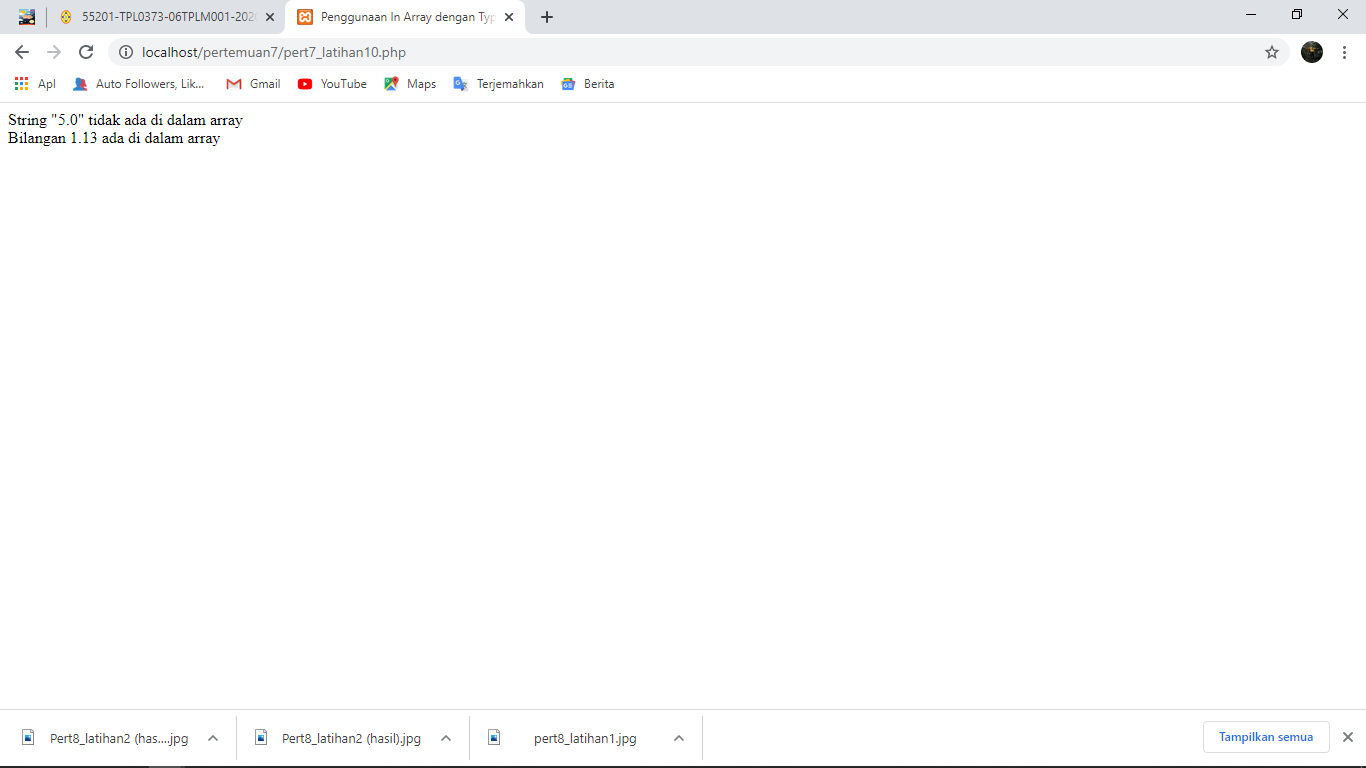 55201-TPL0373-06TPLM001-202
Penggunaan In Array dengan Typ
localhost/pertemuan7/pert7_latihan10.php
Apl
Auto Followers, Lik...
Gmail
YouTube
Maps
Terjemahkan
Berita
String "5.0" tidak ada di dalam array
Bilangan 1.13 ada di dalam array
Pert8_latihan2 (has....jpg
Pert8_latihan2 (hasil).jpg
pert8_latihan1.jpg
Tampilkan semua